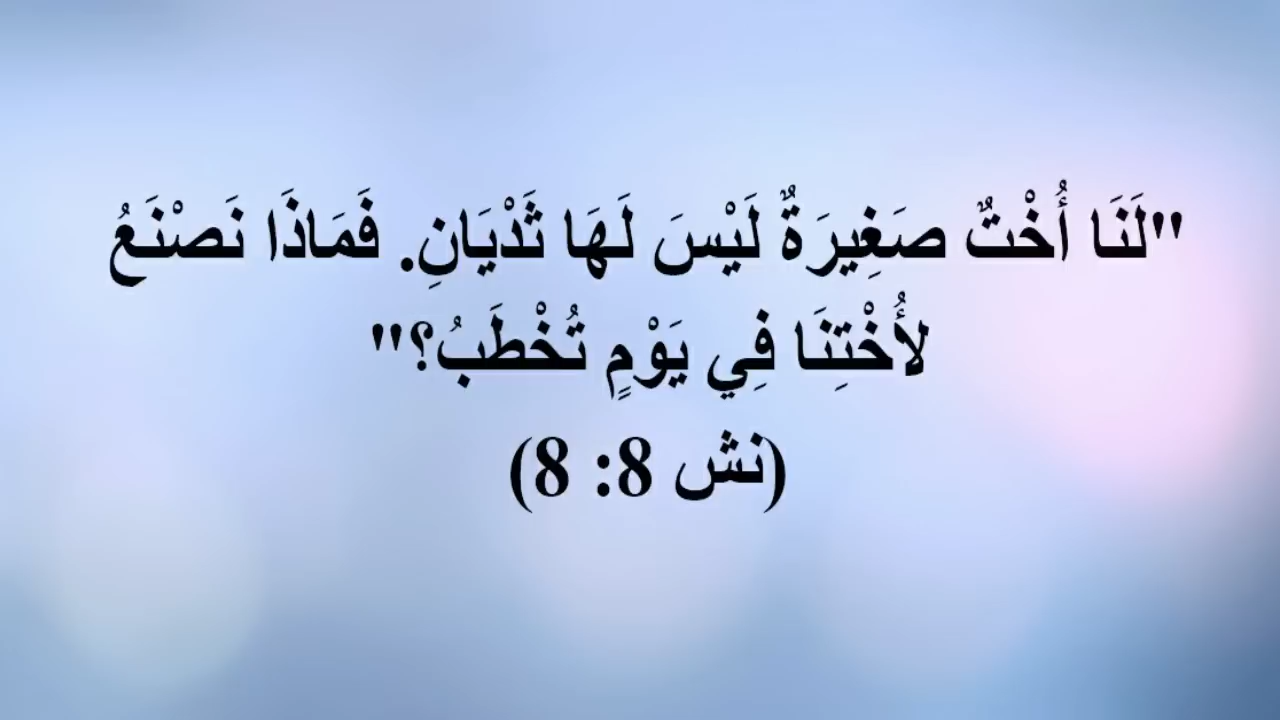 "لَنَا أُخْتٌ صَغِيرَةٌ لَيْسَ لَهَا ثَدْيَانِ. فَمَاذَا نَصْنَعُ
لأُخْتِنَا فِي يَوْمٍ تُخْطَبُ؟"
(نش 8: 8)